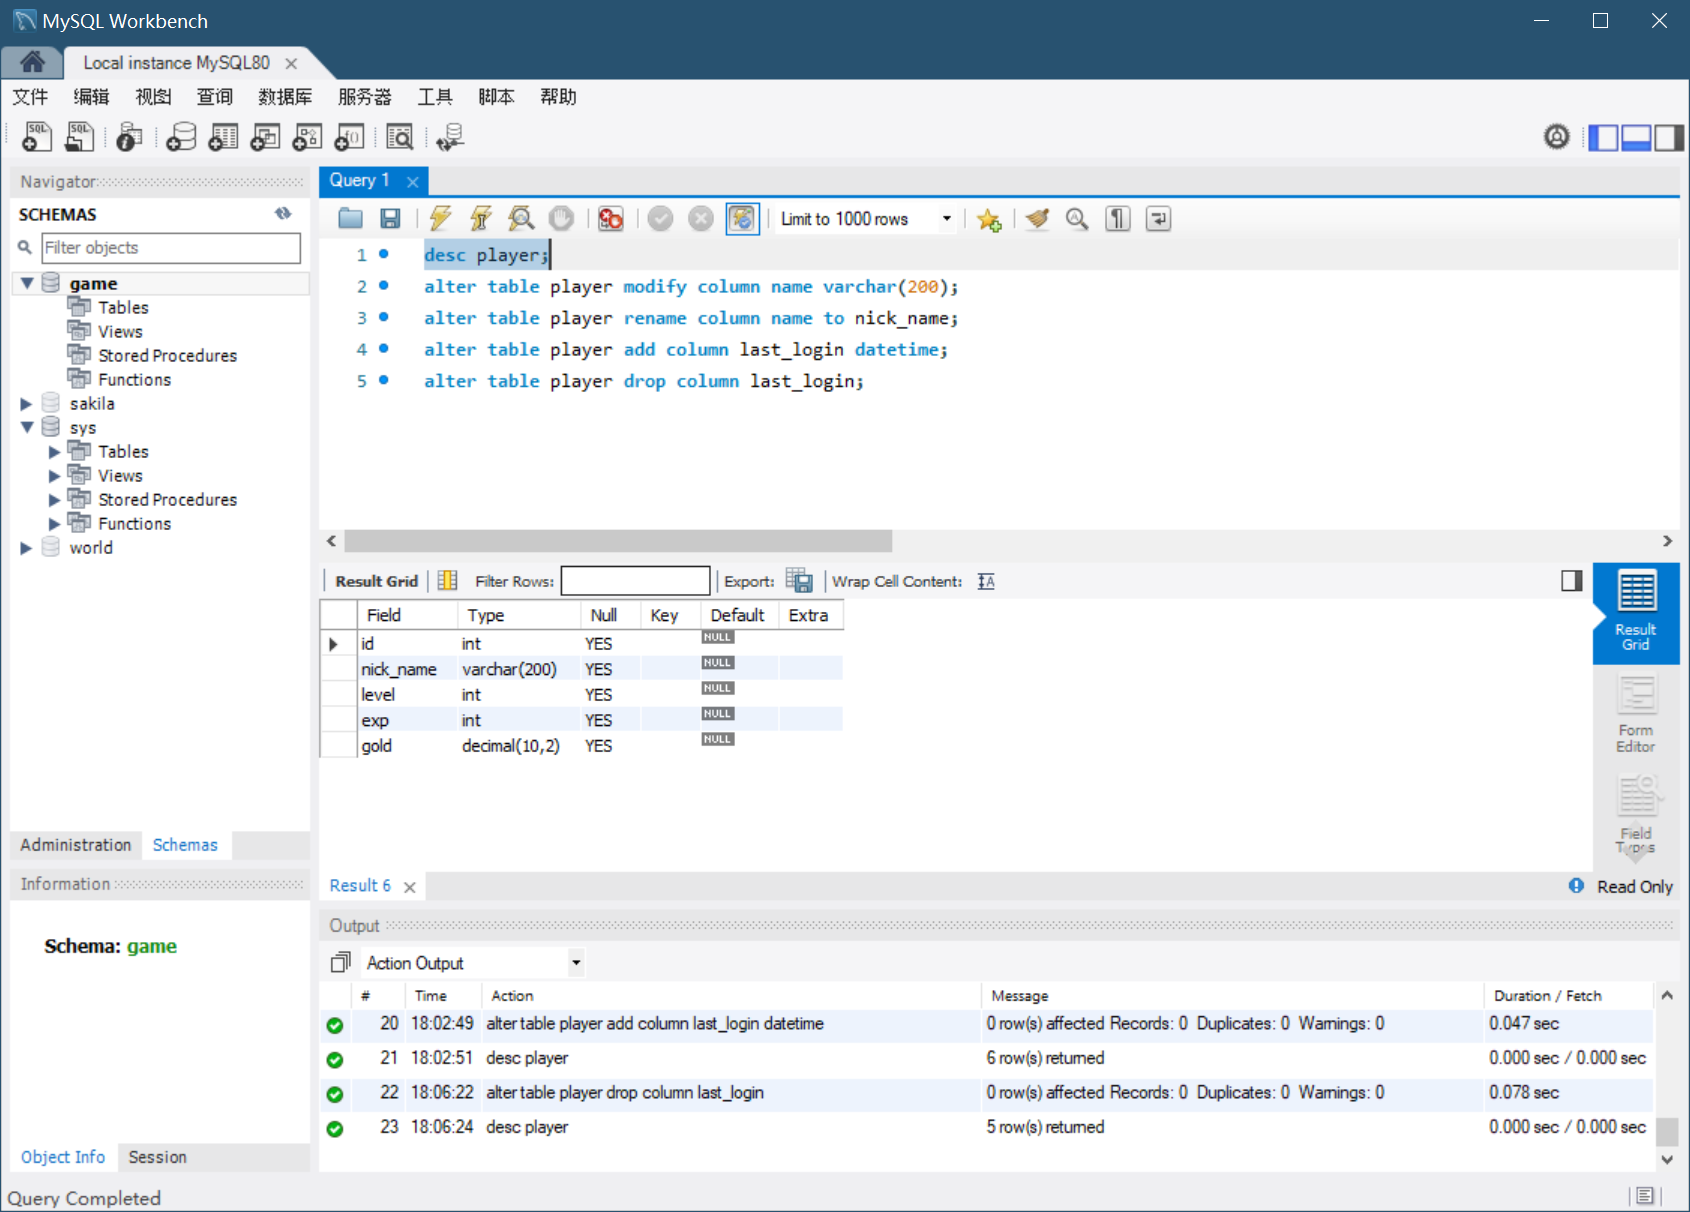 MySQL Workbench
Local instance MySQL80
文件 编辑 视图 查询 数据库 服务器 工具 脚本 帮助
Navigator
SCHEMAS
Filter objects
game
Tables
Views
Stored Procedures
Functions
sakila
sys
Tables
Views
Stored Procedures
Functions
world
Administration Schemas
Information
Schema: game
Object Info Session
Query 1
Limit to 1000 rows
1 desc player;
2 alter table player modify column name varchar(200);
3 alter table player rename column name to nick_name;
4 alter table player add column last_login datetime;
5 alter table player drop column last_login;
Result Grid Filter Rows: Export: Wrap Cell Content:
Field Type Null Key Default Extra
id int YES NULL
nick_name varchar(200) YES NULL
level int YES NULL
exp int YES NULL
gold decimal(10,2) YES NULL
Result
Grid
Form
Editor
Field
Types
Result 6 Read Only
Output
Action Output
# Time Action Message Duration / Fetch
20 18:02:49 alter table player add column last_login datetime 0 row(s) affected Records: 0 Duplicates: 0 Warnings: 0 0.047 sec
21 18:02:51 desc player 6 row(s) returned 0.000 sec / 0.000 sec
22 18:06:22 alter table player drop column last_login 0 row(s) affected Records: 0 Duplicates: 0 Warnings: 0 0.078 sec
23 18:06:24 desc player 5 row(s) returned 0.000 sec / 0.000 sec
Query Completed